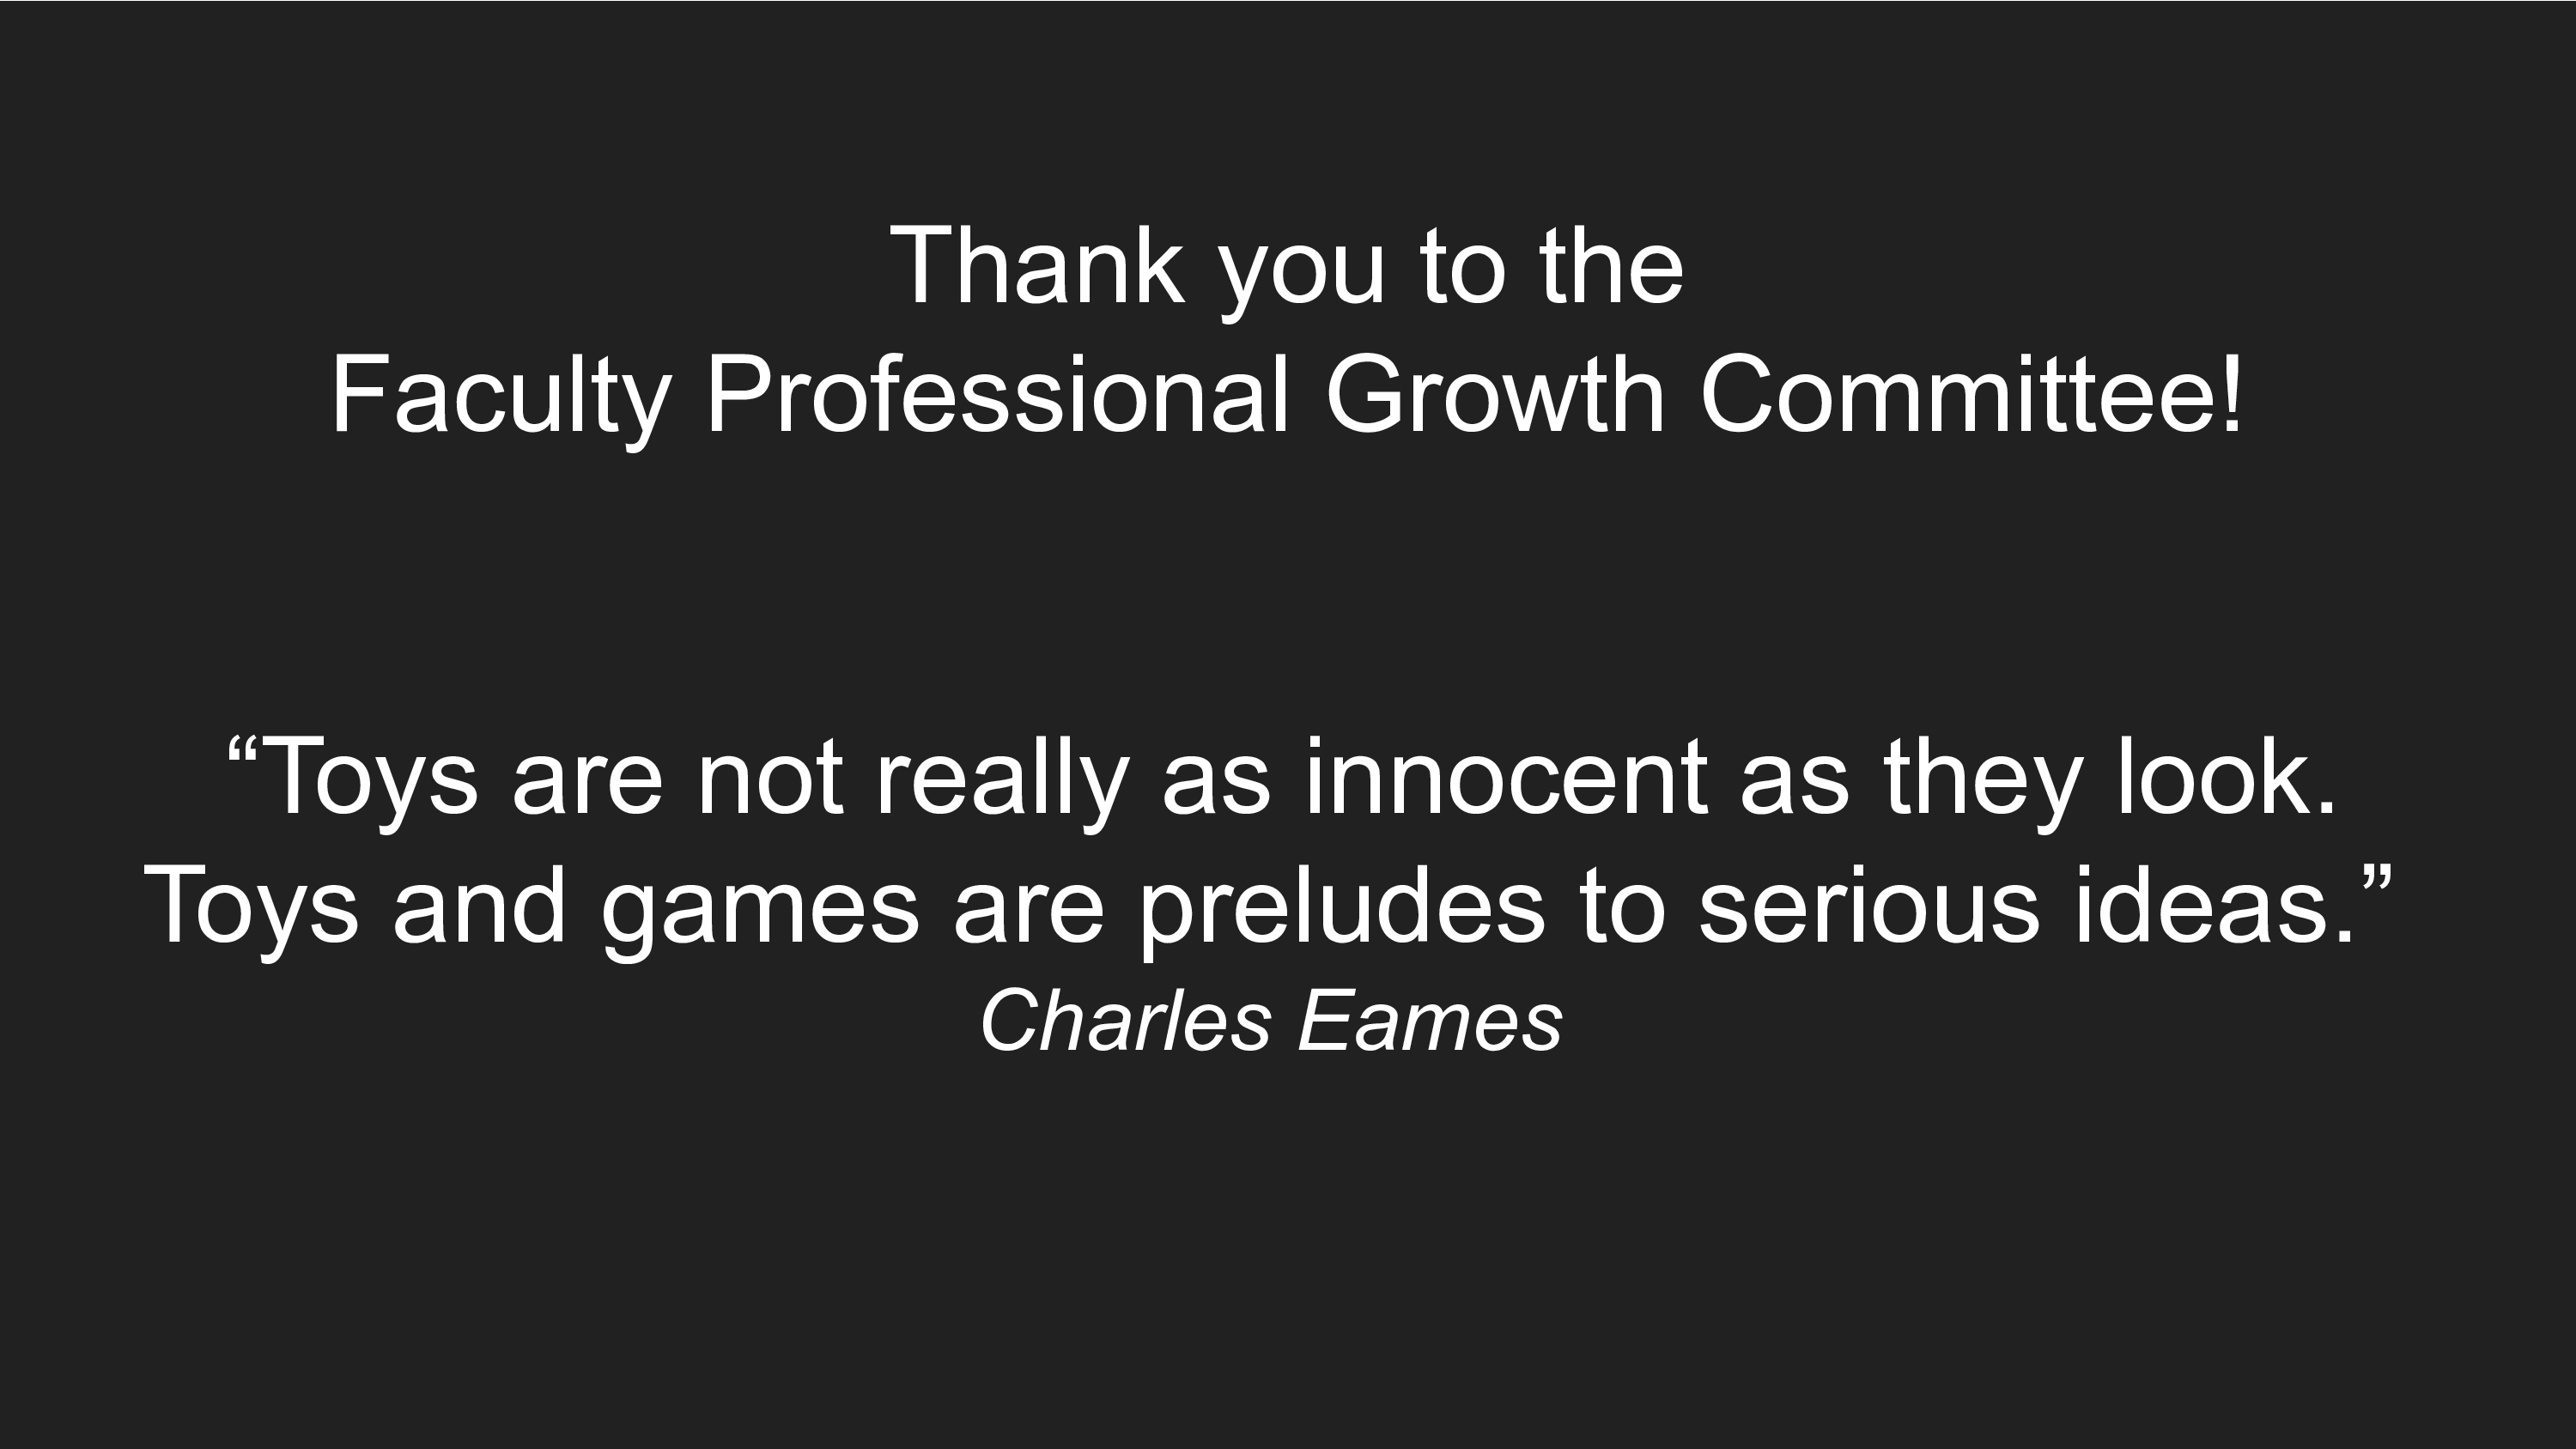 Thank you to the
Faculty Professional Growth Committee!
“Toys are not really as innocent as they look.
Toys and games are preludes to serious ideas.”
Charles Eames